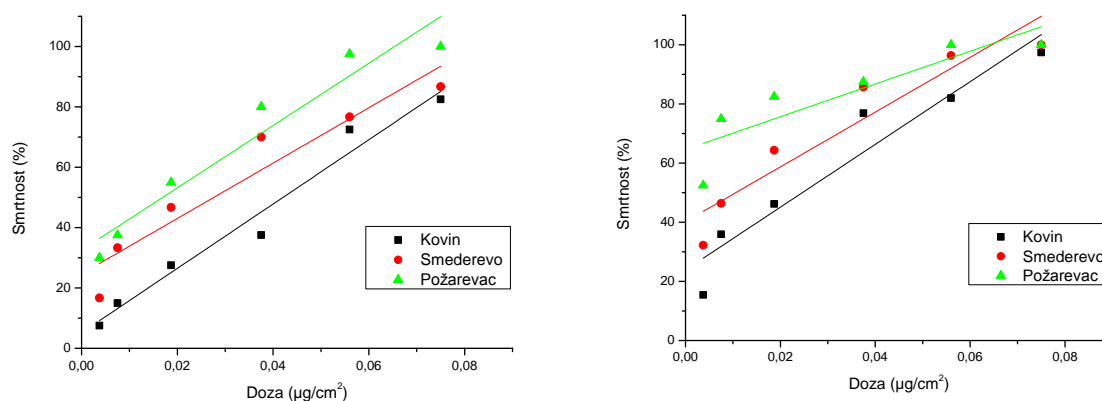 100
80
60
40
20
0
0,00 0,02 0,04 0,06 0,08
Smrtnost (%)
Doza (µg/cm²)
Kovin
Smederevo
Požarevac
100
80
60
40
20
0
0,00 0,02 0,04 0,06 0,08
Smrtnost (%)
Doza (µg/cm²)
Kovin
Smederevo
Požarevac